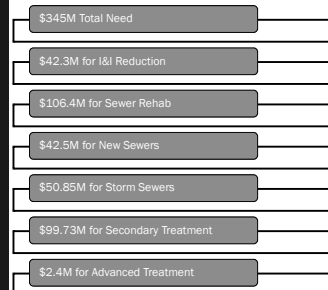 $345M Total Need
$42.3M for I&I Reduction
$106.4M for Sewer Rehab
$42.5M for New Sewers
$50.85M for Storm Sewers
$99.73M for Secondary Treatment
$2.4M for Advanced Treatment